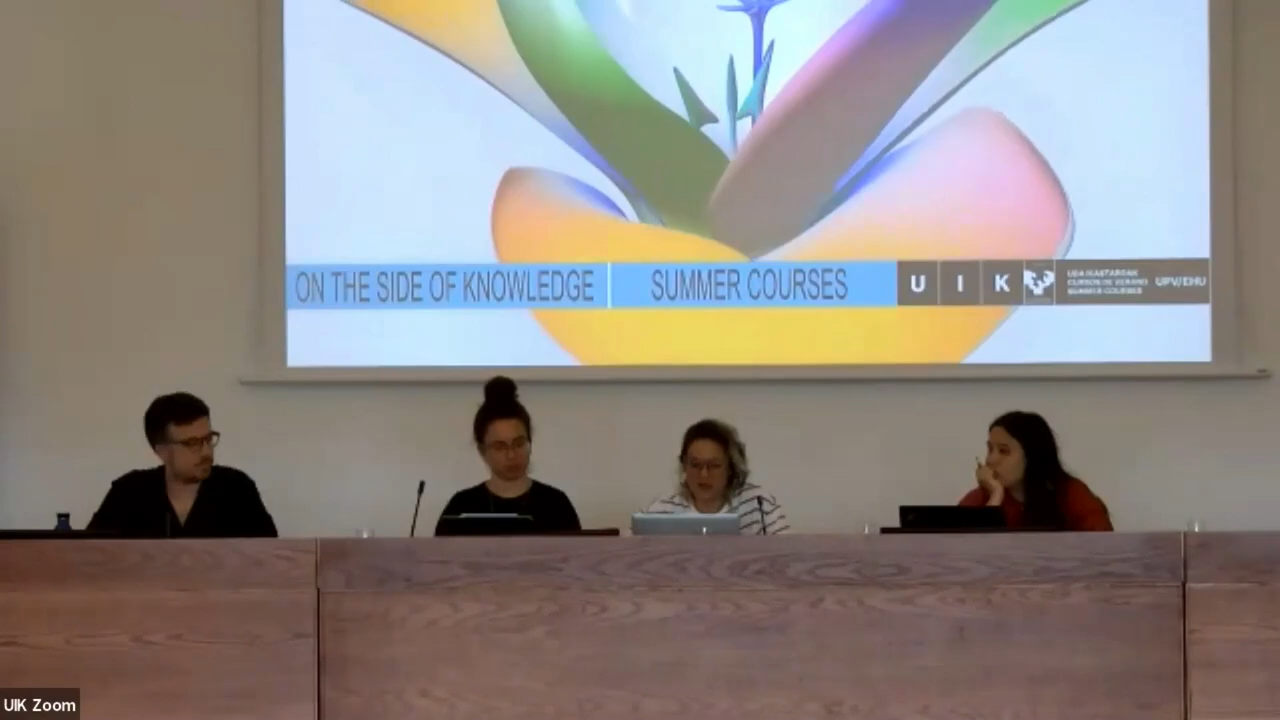 ON THE SIDE OF KNOWLEDGE
SUMMER COURSES
U I K
UDA IKASTAROAK
CURSOS DE VERANO
SUMMER COURSES
UPV/EHU
UIK Zoom